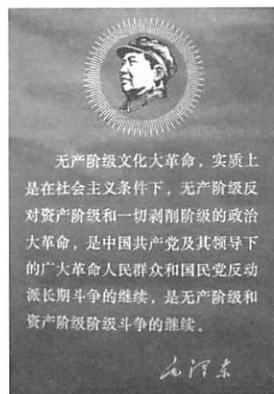 无产阶级文化大革命，实质上
是在社会主义条件下，无产阶级反
对资产阶级和一切剥削阶级的政治
大革命，是中国共产党及其领导下
的广大革命人民群众和国民党反动
派长期斗争的继续，是无产阶级和
资产阶级阶级斗争的继续。
毛泽东